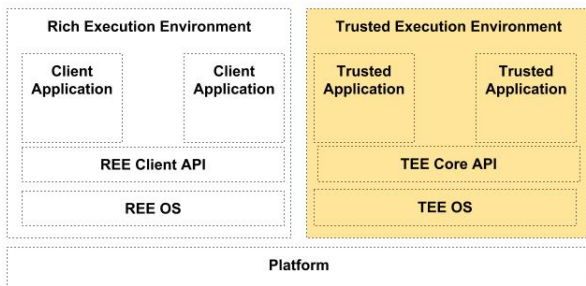 Rich Execution Environment
Client
Application
Client
Application
REE Client API
REE OS
Trusted Execution Environment
Trusted
Application
Trusted
Application
TEE Core API
TEE OS
Platform